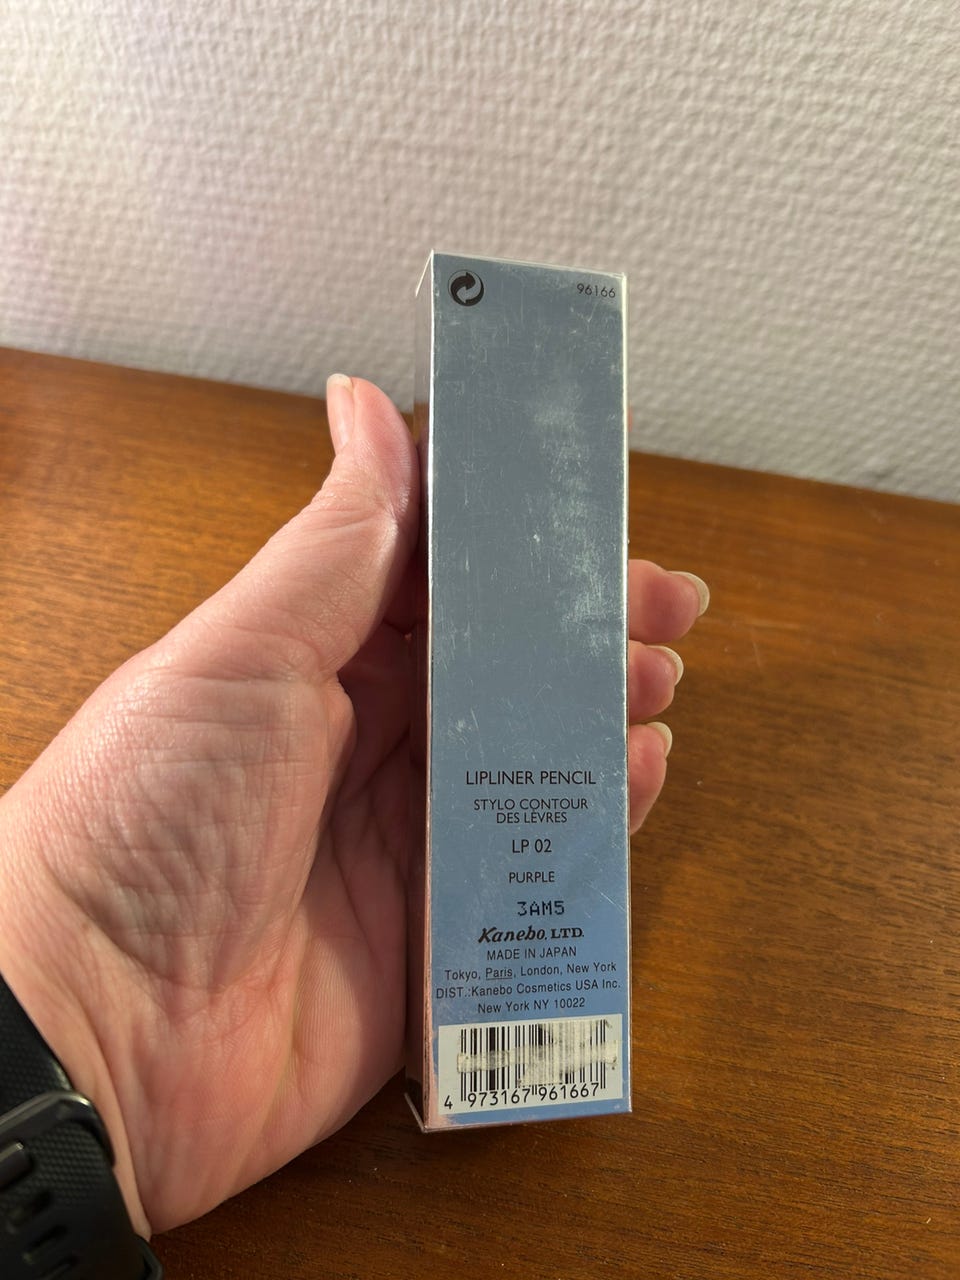 96166
LIPLINER PENCIL
STYLO CONTOUR
DES LÈVRES
LP 02
PURPLE
3AM5
Kanebo, LTD.
MADE IN JAPAN
Tokyo, Paris, London, New York
DIST.:Kanebo Cosmetics USA Inc.
New York NY 10022
4 973167 961667